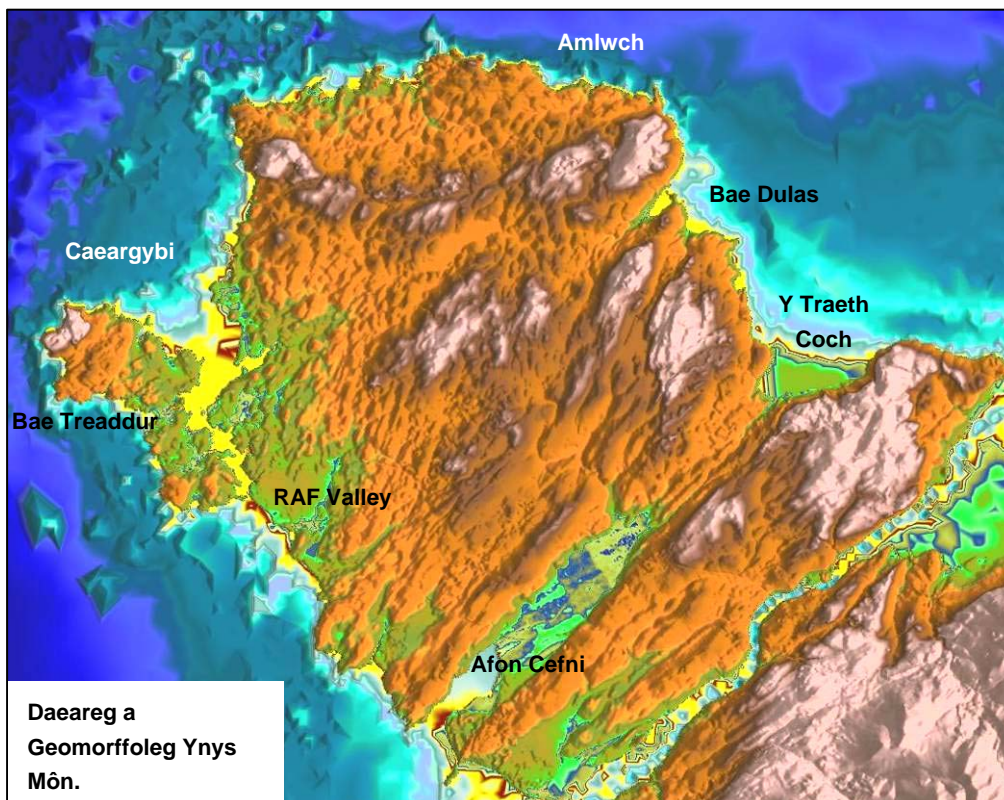 Amlwch
Bae Dulas
Caeargybi
Y Traeth
Coch
Bae Treaddur
RAF Valley
Afon Cefni
Daeareg a
Geomorffoleg Ynys
Môn.